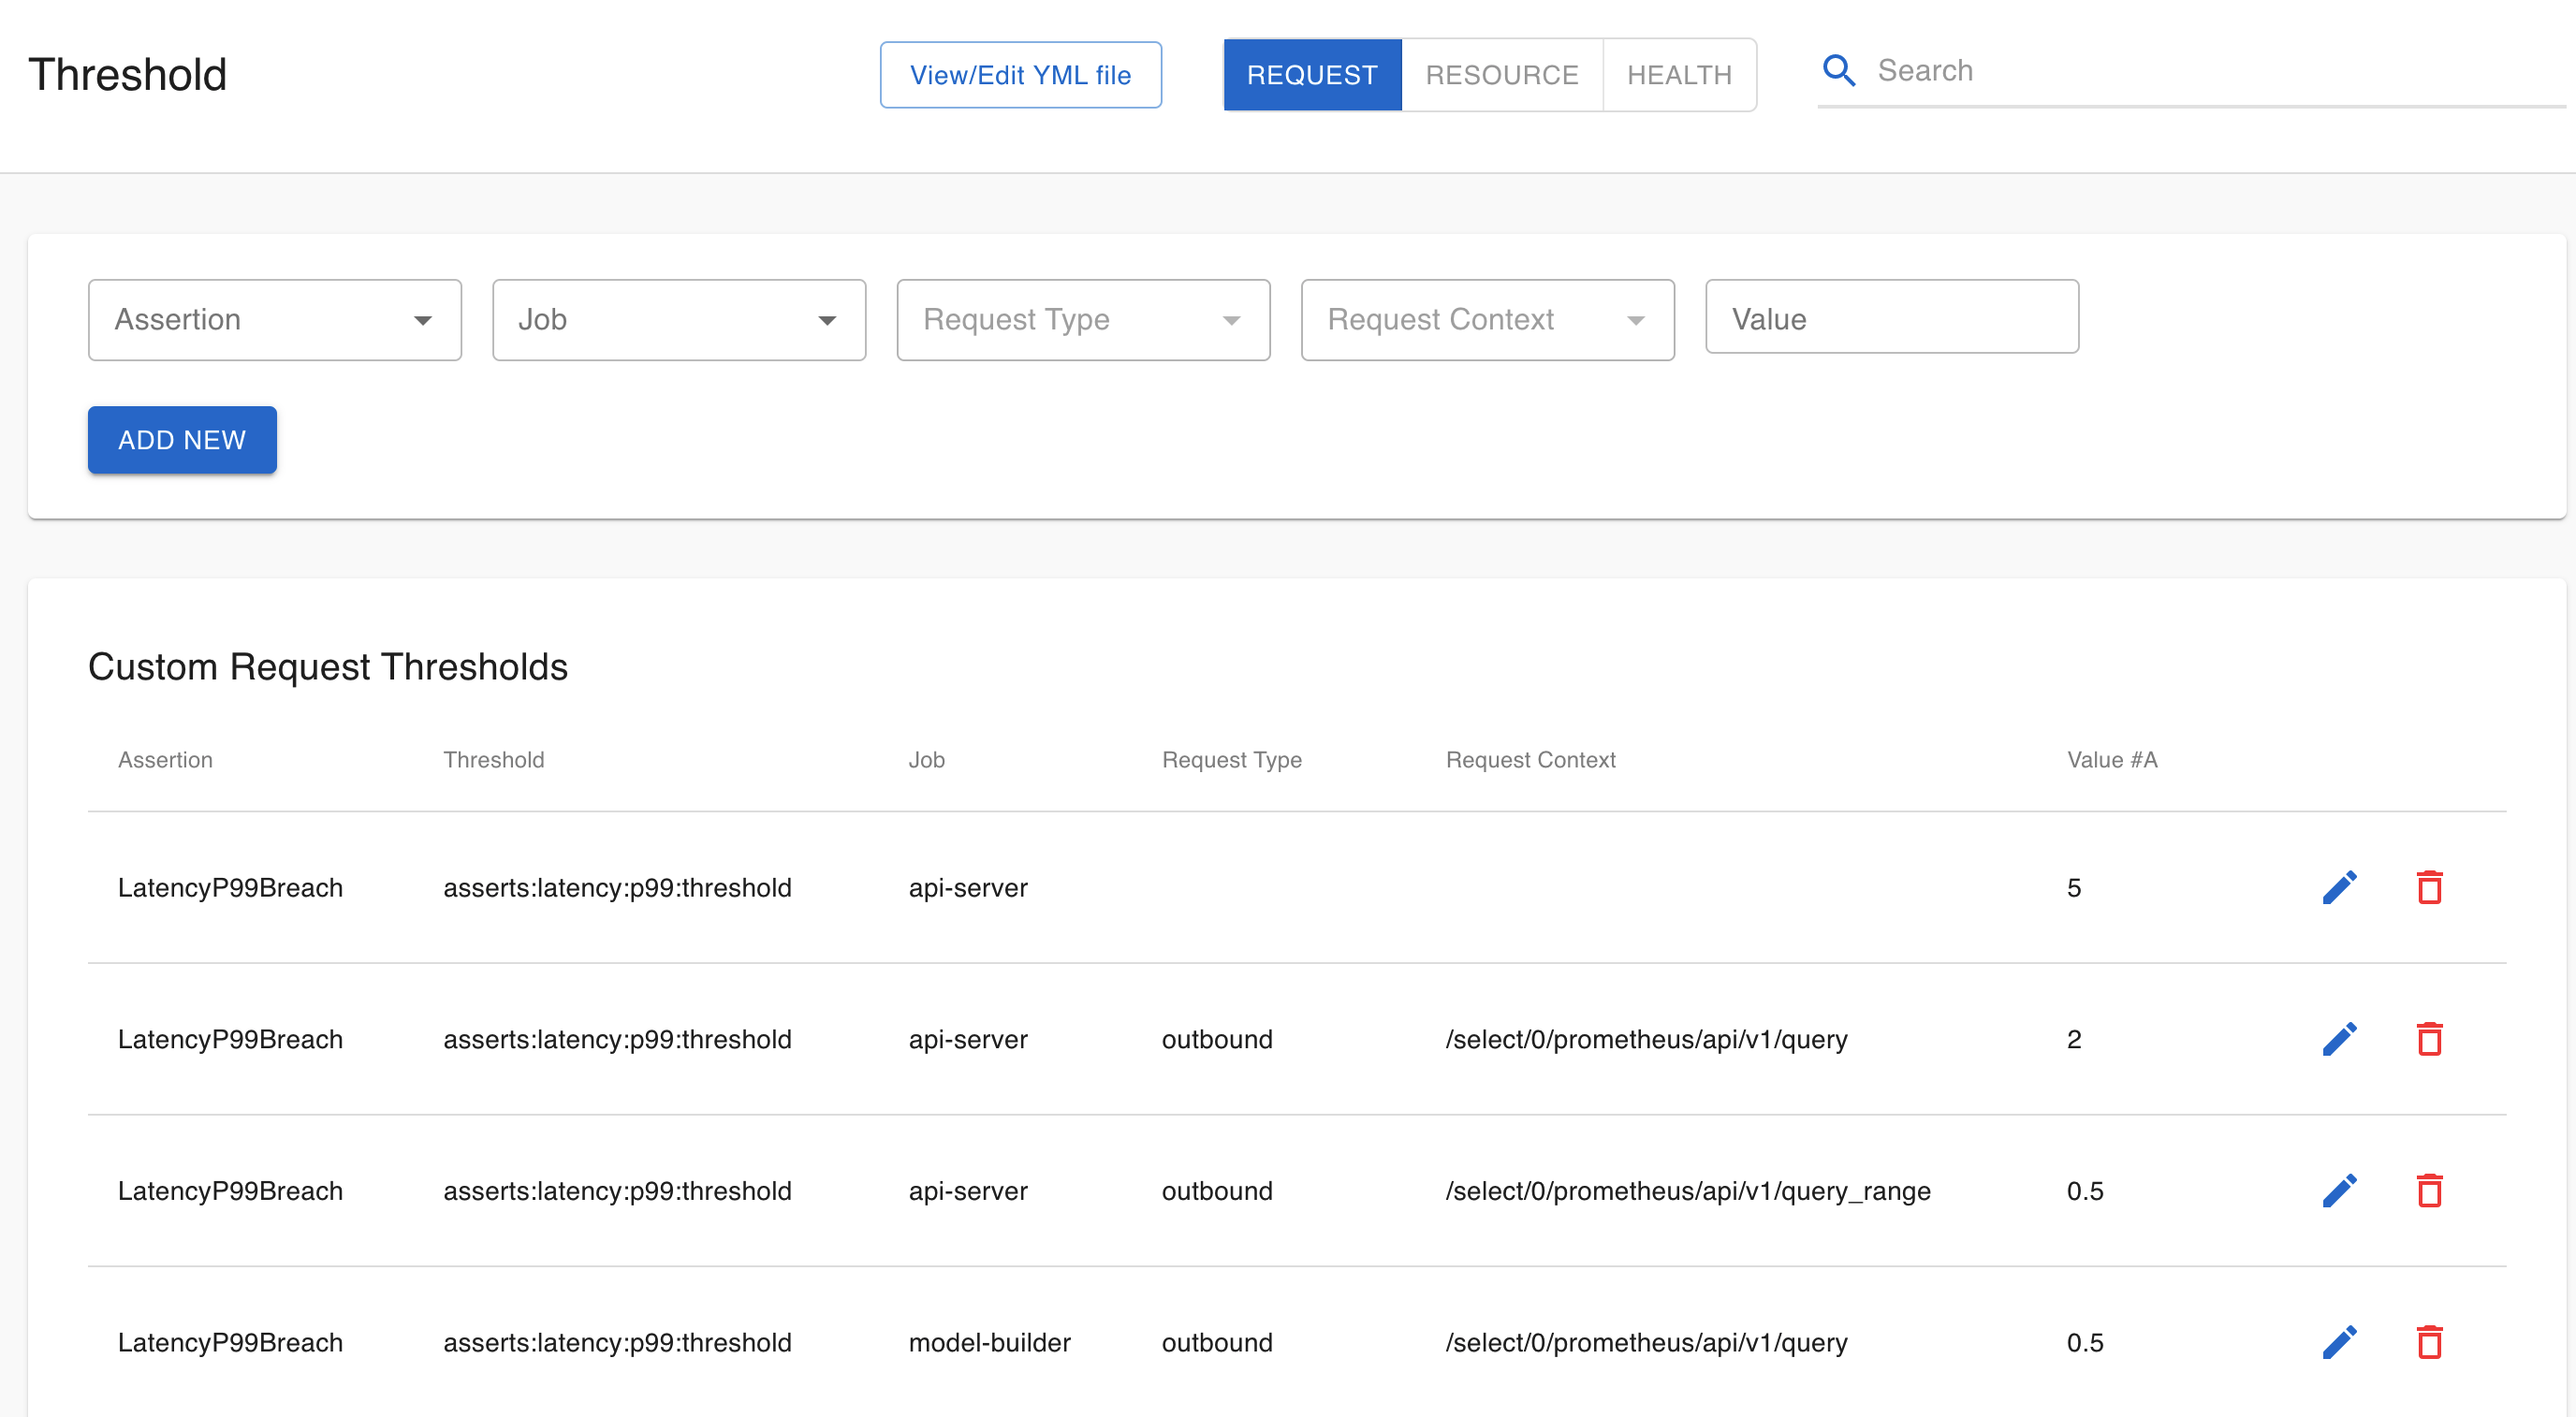 Threshold
View/Edit YML file
REQUEST RESOURCE HEALTH
Search
Assertion Job Request Type Request Context Value
ADD NEW
Custom Request Thresholds
Assertion Threshold Job Request Type Request Context Value #A
LatencyP99Breach asserts:latency:p99:threshold api-server 5
LatencyP99Breach asserts:latency:p99:threshold api-server outbound /select/0/prometheus/api/v1/query 2
LatencyP99Breach asserts:latency:p99:threshold api-server outbound /select/0/prometheus/api/v1/query_range 0.5
LatencyP99Breach asserts:latency:p99:threshold model-builder outbound /select/0/prometheus/api/v1/query 0.5